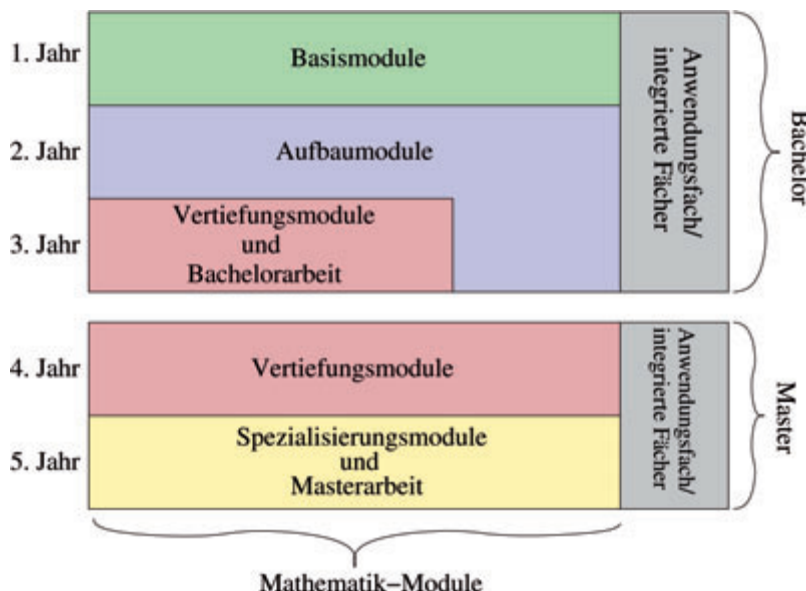 1. Jahr
Basismodule
2. Jahr
Aufbaumodule
3. Jahr
Vertiefungsmodule
und
Bachelorarbeit
Anwendungsfach/
integrierte Fächer
Bachelor
4. Jahr
Vertiefungsmodule
5. Jahr
Spezialisierungsmodule
und
Masterarbeit
Anwendungsfach/
integrierte Fächer
Master
Mathematik–Module